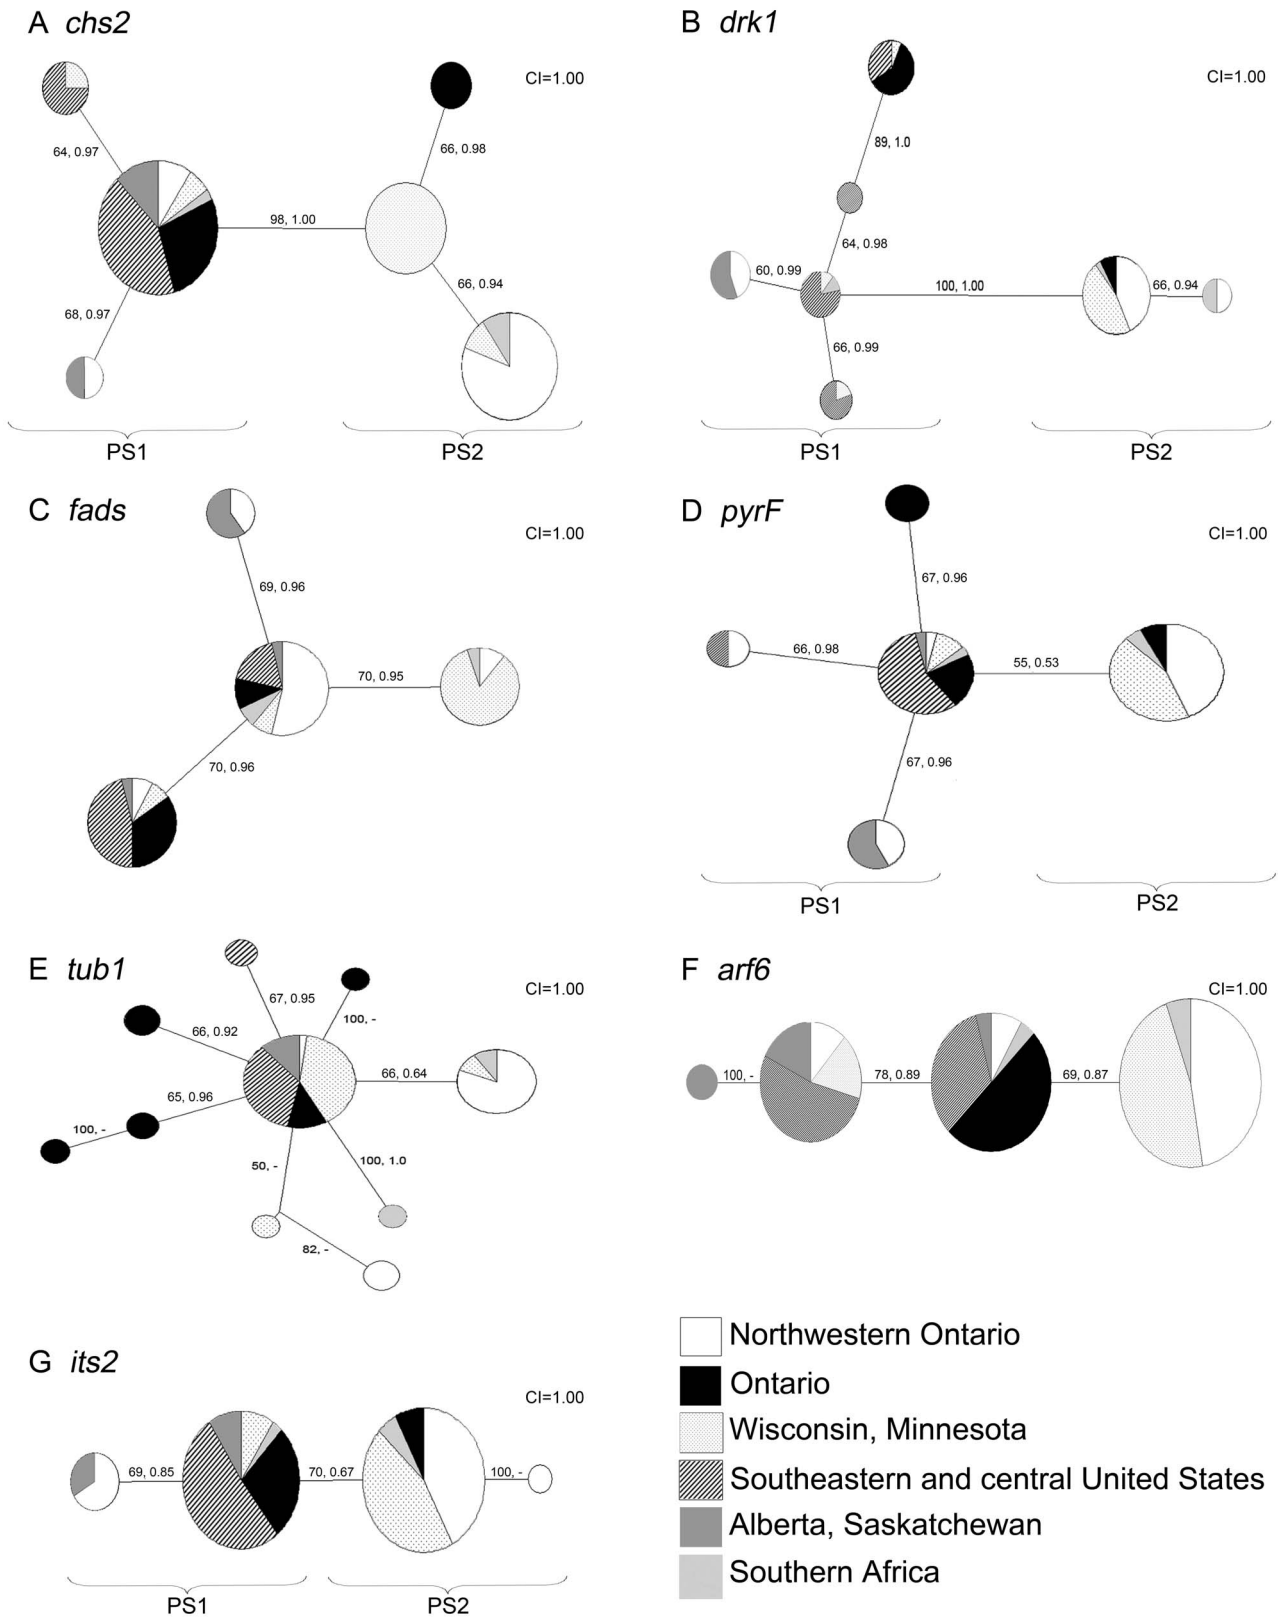 A chs2
CI=1.00
64, 0.97
66, 0.98
98, 1.00
66, 0.94
68, 0.97
PS1
PS2
B drk1
CI=1.00
89, 1.0
64, 0.98
60, 0.99
100, 1.00
66, 0.94
66, 0.99
PS1
PS2
C fads
CI=1.00
69, 0.96
70, 0.95
70, 0.96
D pyrF
CI=1.00
67, 0.96
66, 0.98
55, 0.53
67, 0.96
PS1
PS2
E tub1
CI=1.00
67, 0.95
100, -
66, 0.92
66, 0.64
65, 0.96
100, -
50, -
100, 1.0
82, -
F arf6
CI=1.00
100, -
78, 0.89
69, 0.87
G its2
CI=1.00
69, 0.85
70, 0.67
100, -
PS1
PS2
Northwestern Ontario
Ontario
Wisconsin, Minnesota
Southeastern and central United States
Alberta, Saskatchewan
Southern Africa